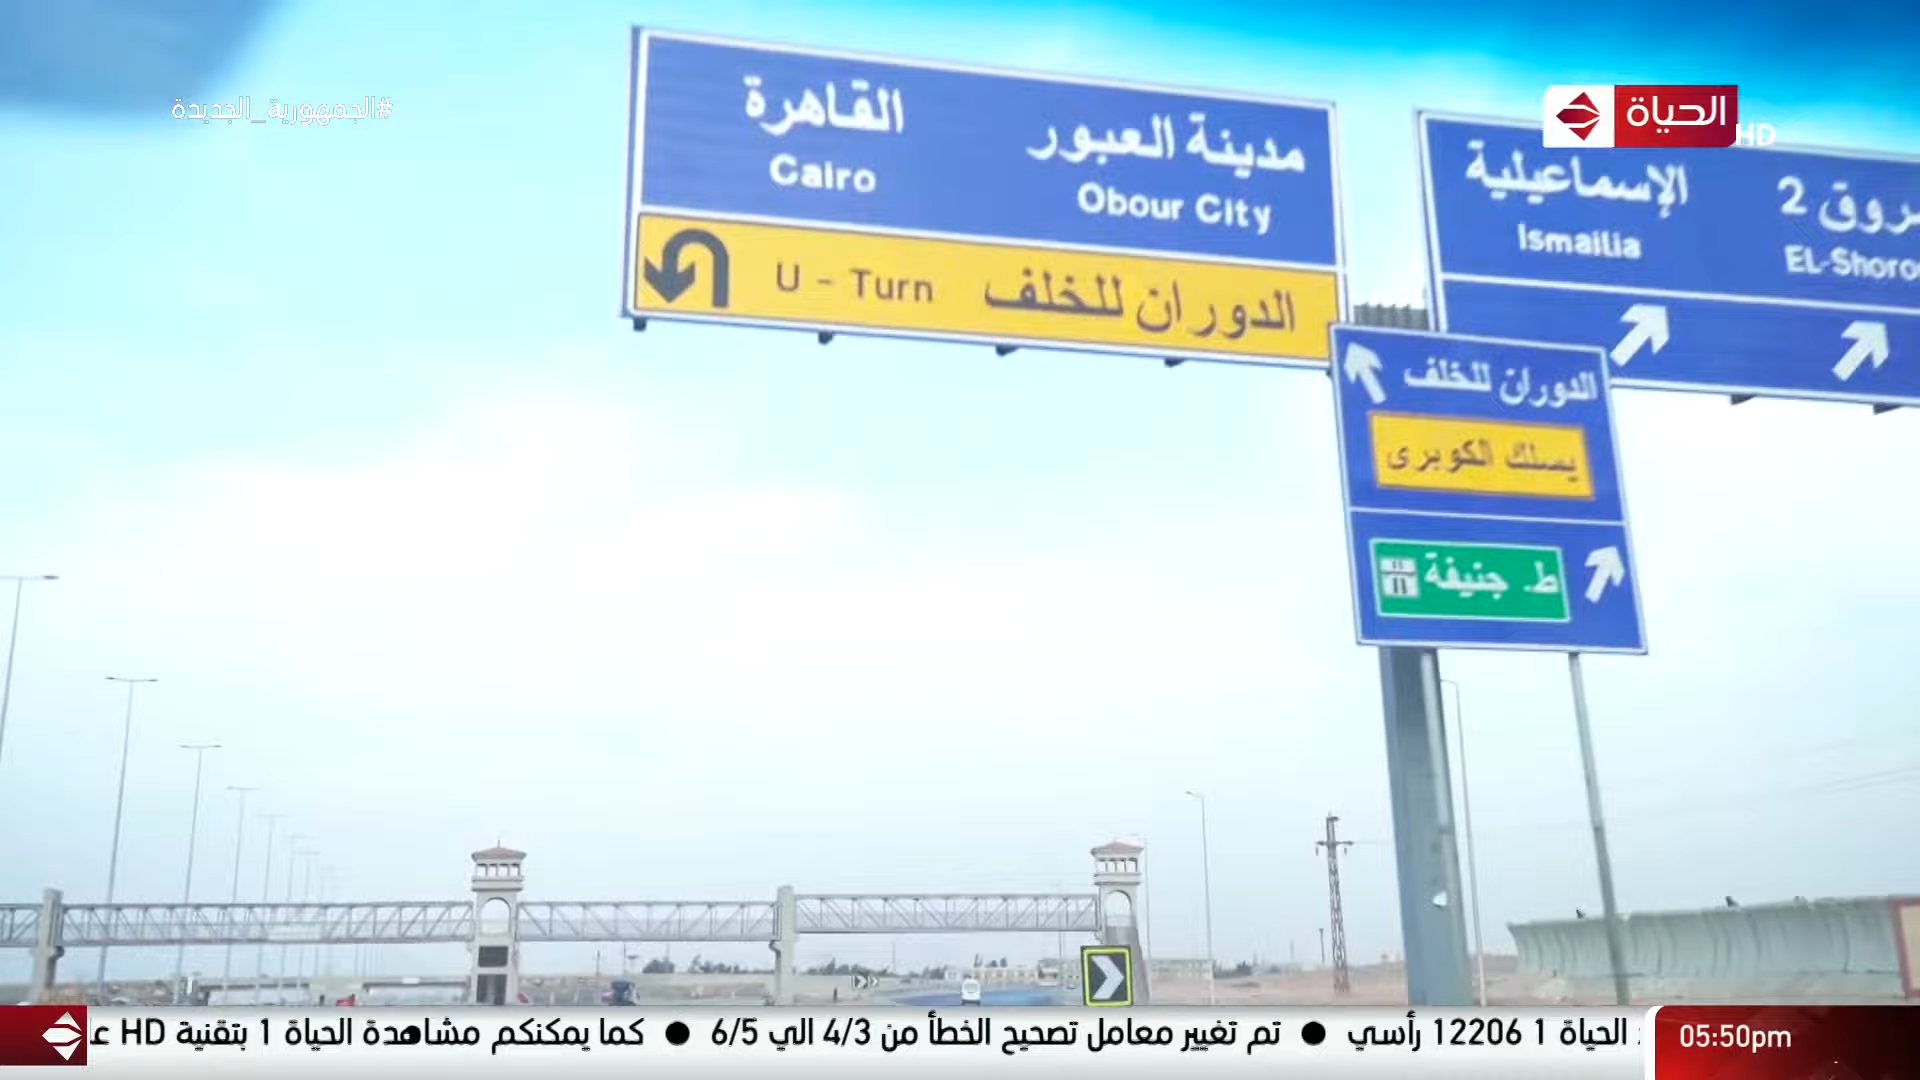 #الجمهورية_الجديدة
الحياة
HD
القاهرة
Cairo
مدينة العبور
Obour City
U - Turn الدوران للخلف
الإسماعيلية
Ismailia
2
الدوران للخلف
يسلك الكوبرى
ط. جنيفة
الحياة 1 12206 رأسي ● تم تغيير معامل تصحيح الخطأ من 4/3 الي 6/5 ● كما يمكنكم مشاهدة الحياة 1 بتقنية HD
05:50pm